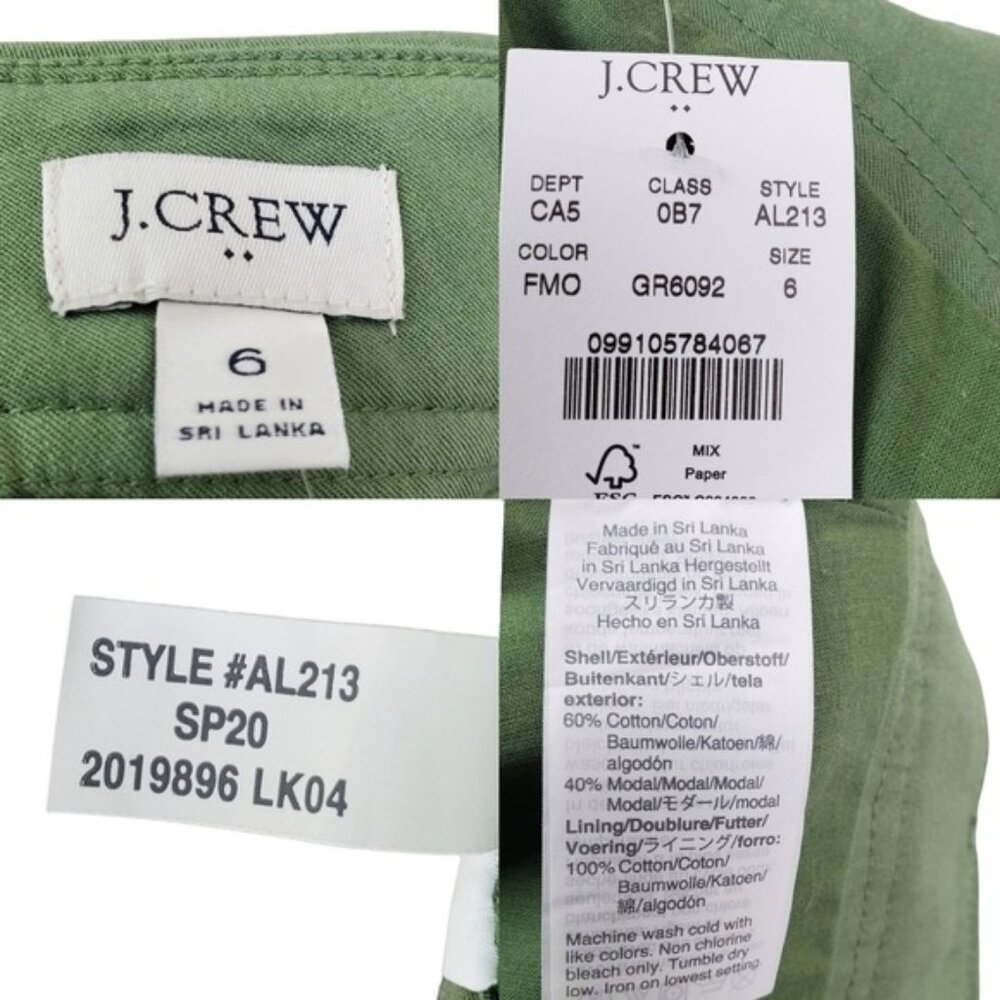 J.CREW
6
MADE IN
SRI LANKA
J.CREW
DEPT CLASS STYLE
CA5 0B7 AL213
COLOR SIZE
FMO GR6092 6
099105784067
MIX
Paper
STYLE #AL213
SP20
2019896 LK04
Made in Sri Lanka
Fabriqué au Sri Lanka
in Sri Lanka Hergestellt
Vervaardigd in Sri Lanka
スリランカ製
Hecho en Sri Lanka
Shell/Extérieur/Oberstoff/
Buitenkant/シェル/tela
exterior:
60% Cotton/Coton/
Baumwolle/Katoen/綿/
algodón
40% Modal/Modal/Modal/
Modal/モダール/modal
Lining/Doublure/Futter/
Voering/ライニング/forro:
100% Cotton/Coton/
Baumwolle/Katoen/
綿/algodón
Machine wash cold with
like colors. Non chlorine
bleach only. Tumble dry
low. Iron on lowest setting